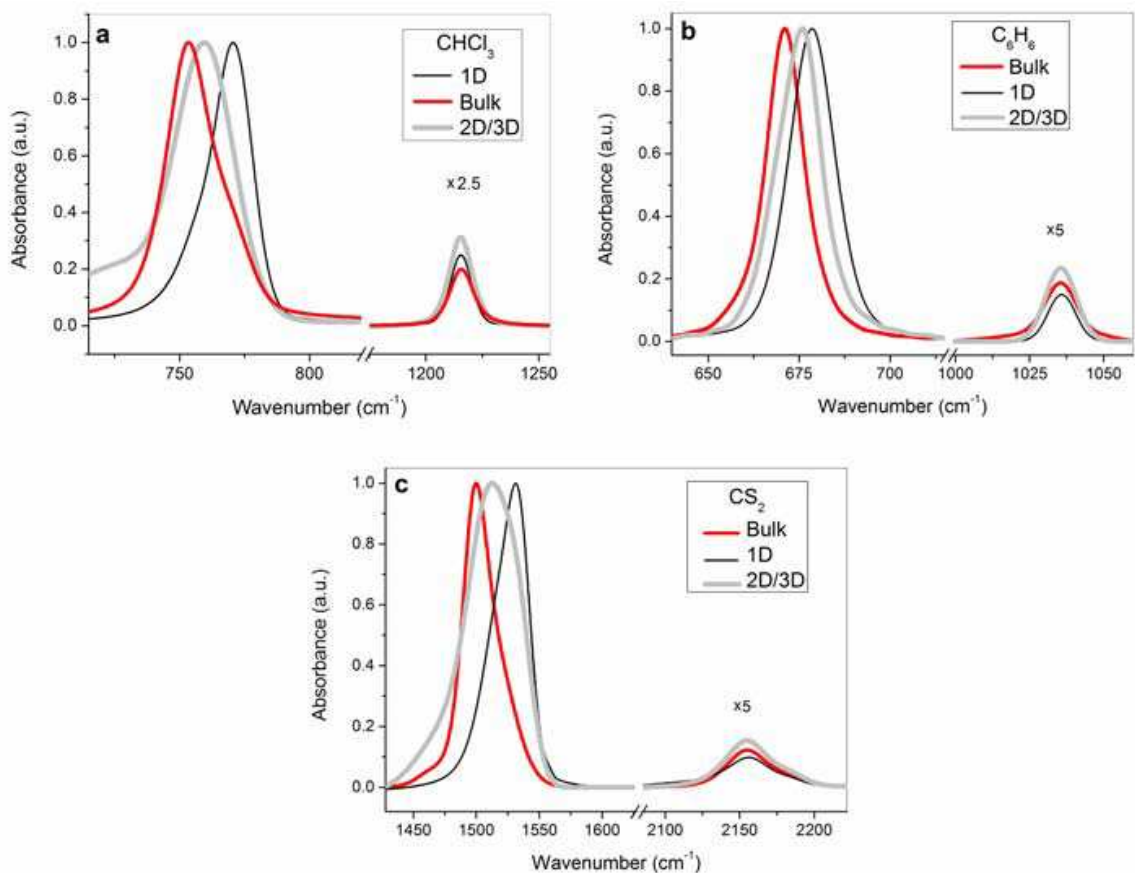 a
CHCl₃
1D
Bulk
2D/3D
x2.5
1.0
0.8
0.6
0.4
0.2
0.0
Absorbance (a.u.)
750 800 1200 1250
Wavenumber (cm⁻¹)
b
C₆H₆
Bulk
1D
2D/3D
x5
1.0
0.8
0.6
0.4
0.2
0.0
Absorbance (a.u.)
650 675 700 1000 1025 1050
Wavenumber (cm⁻¹)
c
CS₂
Bulk
1D
2D/3D
x5
1.0
0.8
0.6
0.4
0.2
0.0
Absorbance (a.u.)
1450 1500 1550 1600 2100 2150 2200
Wavenumber (cm⁻¹)